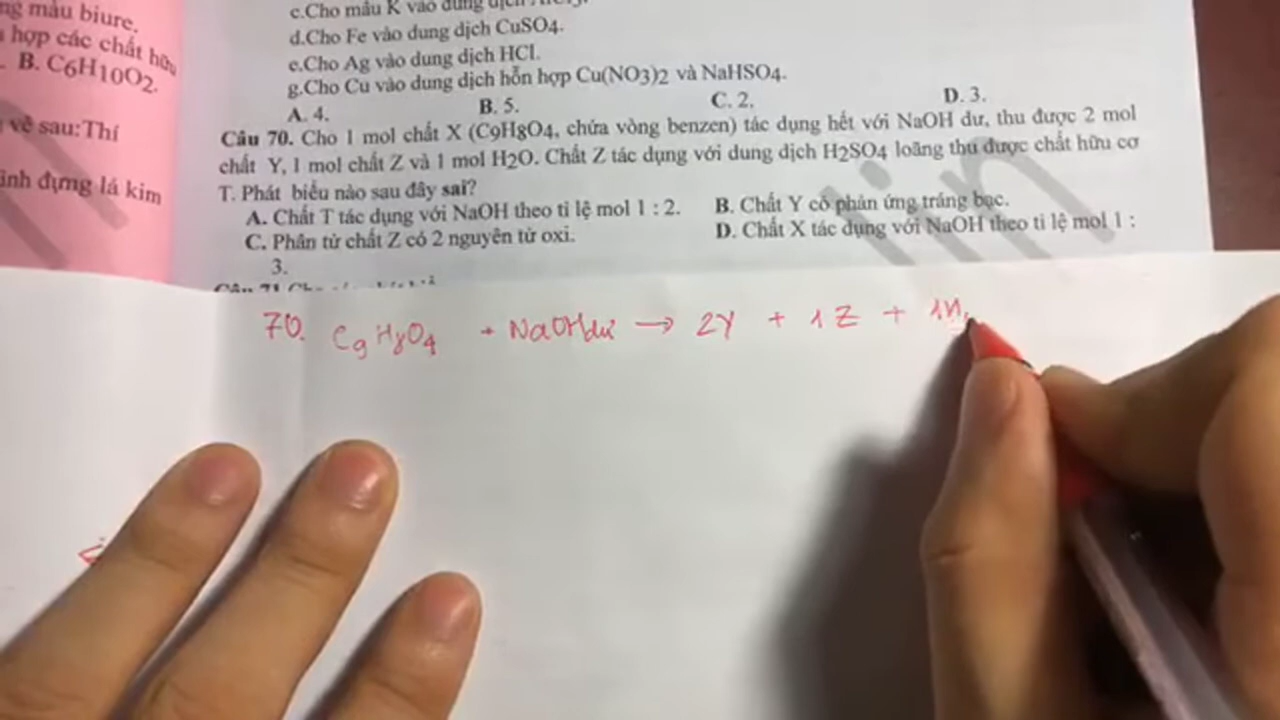 ng màu biure.
hợp các chất hữu
B. C6H10O2.
vẽ sau:Thí
ình đựng lá kim
c.Cho mẫu K vào dung dịch
d.Cho Fe vào dung dịch CuSO4.
e.Cho Ag vào dung dịch HCl.
g.Cho Cu vào dung dịch hỗn hợp Cu(NO3)2 và NaHSO4.
A. 4. B. 5. C. 2. D. 3.
Câu 70. Cho 1 mol chất X (C9H8O4, chứa vòng benzen) tác dụng hết với NaOH dư, thu được 2 mol
chất Y, 1 mol chất Z và 1 mol H2O. Chất Z tác dụng với dung dịch H2SO4 loãng thu được chất hữu cơ
T. Phát biểu nào sau đây sai?
A. Chất T tác dụng với NaOH theo tỉ lệ mol 1 : 2. B. Chất Y có phản ứng tráng bạc.
C. Phân tử chất Z có 2 nguyên tử oxi. D. Chất X tác dụng với NaOH theo tỉ lệ mol 1 :
3.
70. C9H8O4 + NaOH dư → 2Y + 1Z + 1H
in